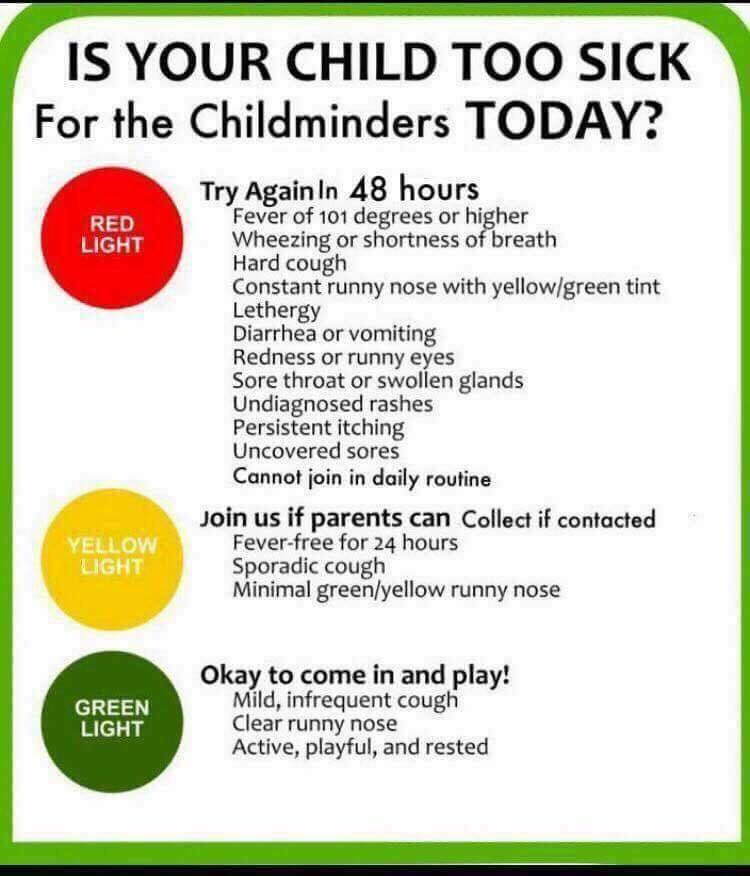 IS YOUR CHILD TOO SICK
For the Childminders TODAY?
RED
LIGHT
Try Again In 48 hours
Fever of 101 degrees or higher
Wheezing or shortness of breath
Hard cough
Constant runny nose with yellow/green tint
Lethergy
Diarrhea or vomiting
Redness or runny eyes
Sore throat or swollen glands
Undiagnosed rashes
Persistent itching
Uncovered sores
Cannot join in daily routine
YELLOW
LIGHT
Join us if parents can Collect if contacted
Fever-free for 24 hours
Sporadic cough
Minimal green/yellow runny nose
GREEN
LIGHT
Okay to come in and play!
Mild, infrequent cough
Clear runny nose
Active, playful, and rested